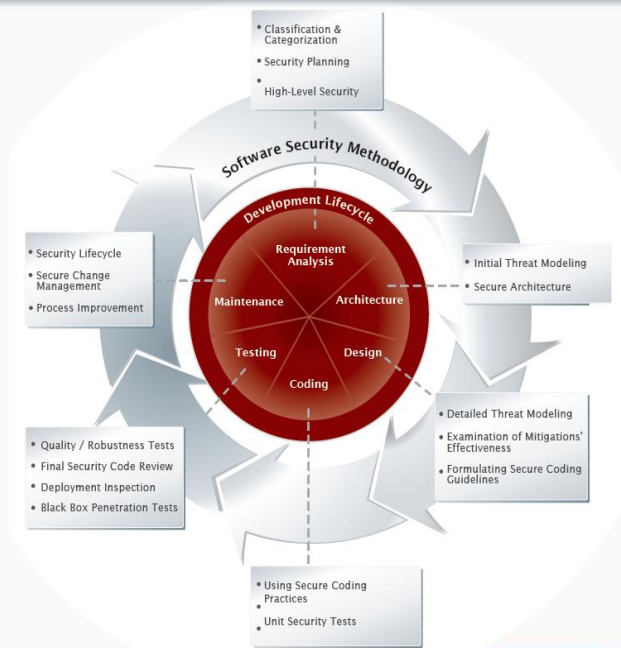 • Classification &
Categorization
• Security Planning
•
High-Level Security
Software Security Methodology
Development Lifecycle
Requirement
Analysis
Architecture
Design
Coding
Testing
Maintenance
• Initial Threat Modeling
• Secure Architecture
• Detailed Threat Modeling
• Examination of Mitigations'
Effectiveness
• Formulating Secure Coding
Guidelines
• Using Secure Coding
Practices
•
Unit Security Tests
• Quality / Robustness Tests
• Final Security Code Review
• Deployment Inspection
• Black Box Penetration Tests
• Security Lifecycle
• Secure Change
Management
• Process Improvement